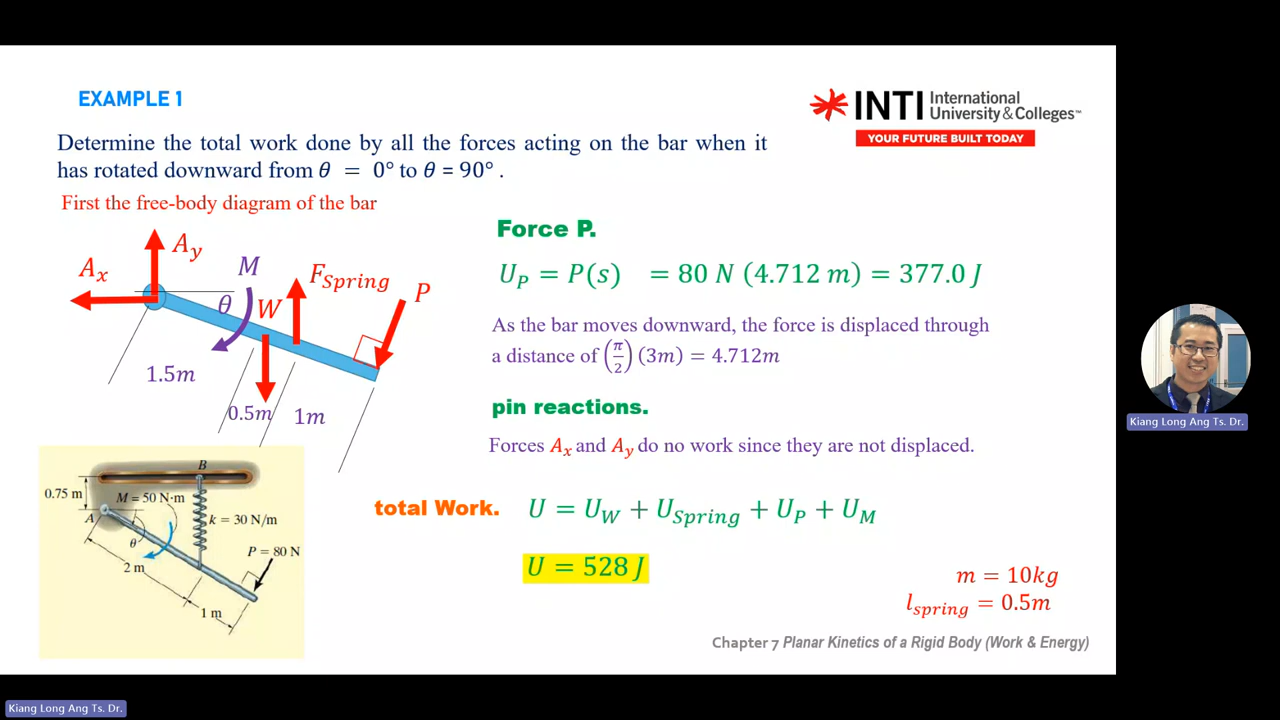 EXAMPLE 1
INTI International University & Colleges™
YOUR FUTURE BUILT TODAY
Determine the total work done by all the forces acting on the bar when it
has rotated downward from θ = 0° to θ = 90° .
First the free-body diagram of the bar
A_y
A_x
M
F_Spring
P
θ
W
1.5m
0.5m
1m
Force P.
U_P = P(s) = 80 N (4.712 m) = 377.0 J
As the bar moves downward, the force is displaced through
a distance of (π/2) (3m) = 4.712m
pin reactions.
Forces A_x and A_y do no work since they are not displaced.
total Work. U = U_W + U_Spring + U_P + U_M
U = 528 J
B
0.75 m
M = 50 N·m
A
k = 30 N/m
θ
P = 80 N
2 m
1 m
m = 10kg
l_spring = 0.5m
Chapter 7 Planar Kinetics of a Rigid Body (Work & Energy)
Kiang Long Ang Ts. Dr.
Kiang Long Ang Ts. Dr.